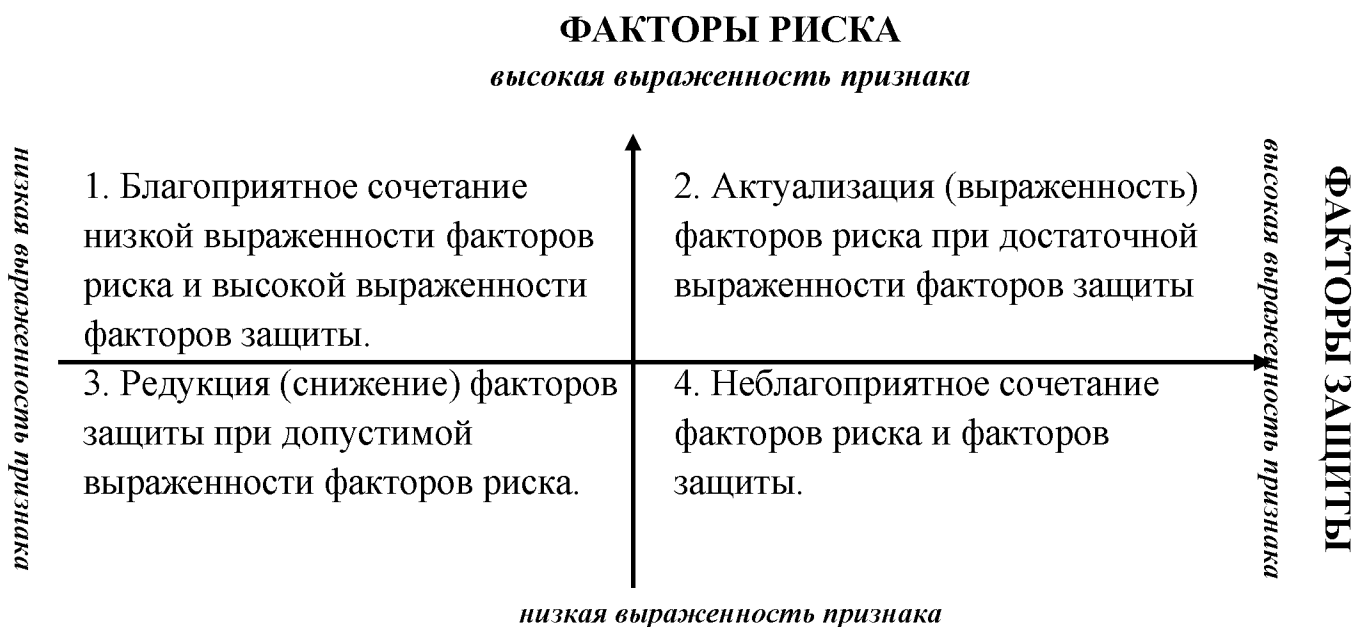 ФАКТОРЫ РИСКА
высокая выраженность признака
низкая выраженность признака
1. Благоприятное сочетание
низкой выраженности факторов
риска и высокой выраженности
факторов защиты.
2. Актуализация (выраженность)
факторов риска при достаточной
выраженности факторов защиты
3. Редукция (снижение) факторов
защиты при допустимой
выраженности факторов риска.
4. Неблагоприятное сочетание
факторов риска и факторов
защиты.
высокая выраженность признака
ФАКТОРЫ ЗАЩИТЫ
низкая выраженность признака